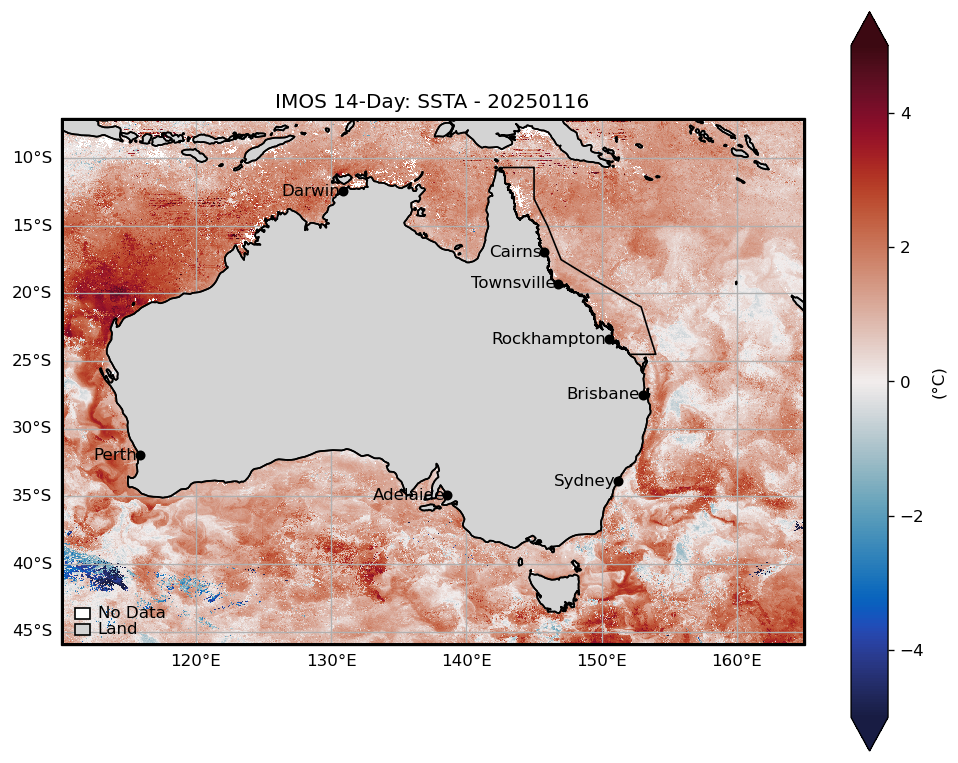 IMOS 14-Day: SSTA - 20250116
10°S
15°S
20°S
25°S
30°S
35°S
40°S
45°S
Darwin
Cairns
Townsville
Rockhampton
Brisbane
Perth
Sydney
Adelaide
No Data
Land
120°E
130°E
140°E
150°E
160°E
4
2
0
−2
−4
(°C)